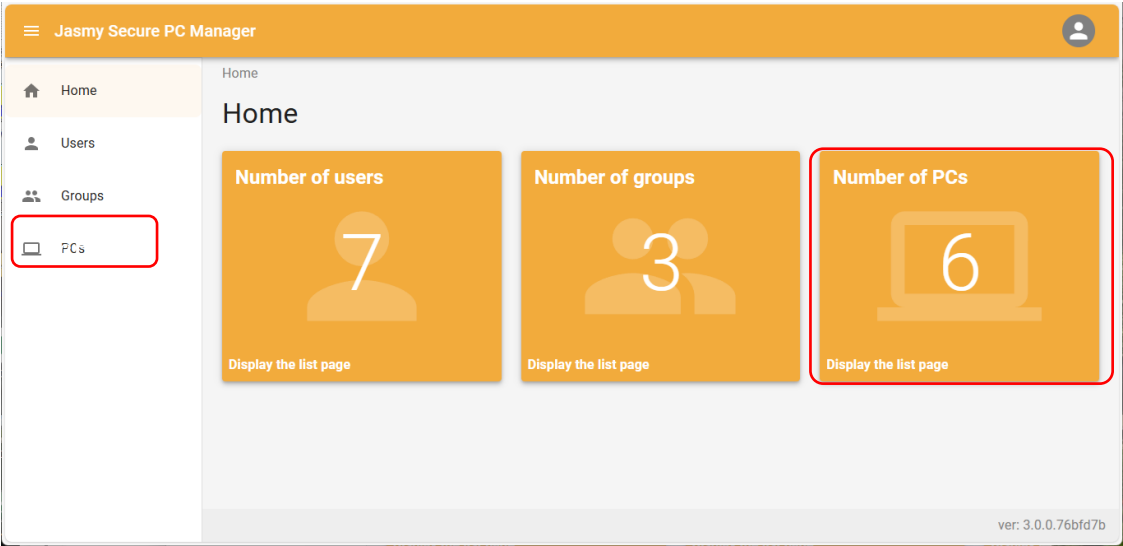 Jasmy Secure PC Manager
Home
Users
Groups
PCs
Home
Home
Number of users
7
Display the list page
Number of groups
3
Display the list page
Number of PCs
6
Display the list page
ver: 3.0.0.76bfd7b